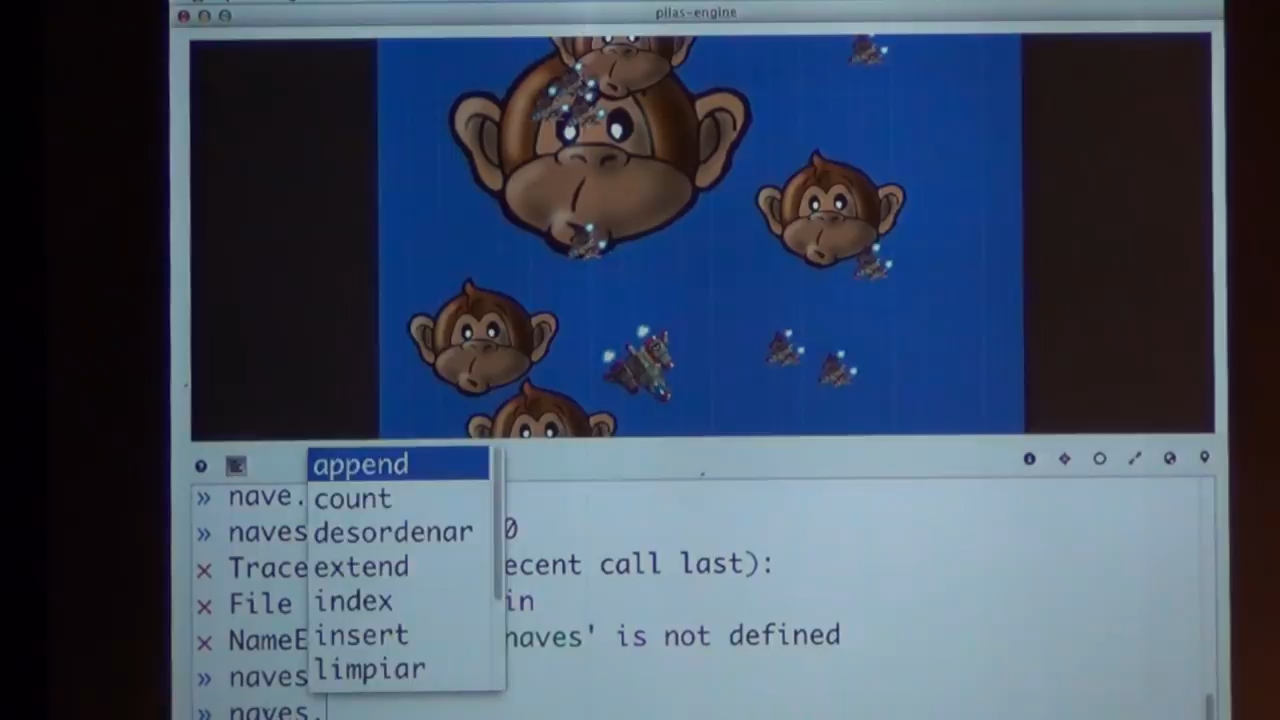 pilas-engine
append
» nave. count
» naves desordenar 0
× Trace extend ecent call last):
× File index in
× NameE insert naves' is not defined
» naves limpiar
» naves.